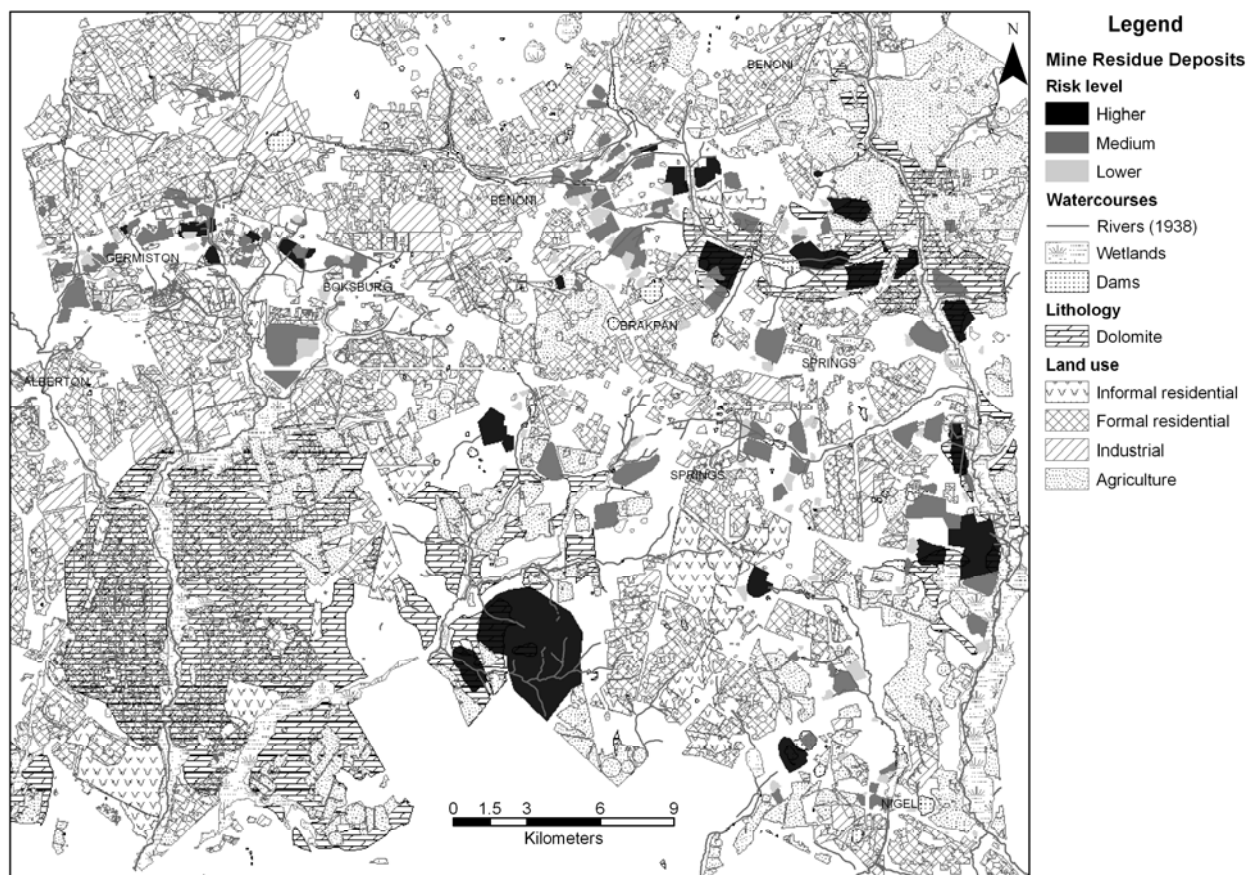 N
BENONI
BENONI
GERMISTON
BOKSBURG
BRAKPAN
ALBERTON
SPRINGS
SPRINGS
NIGEL
0 1.5 3 6 9
Kilometers
Legend
Mine Residue Deposits
Risk level
Higher
Medium
Lower
Watercourses
Rivers (1938)
Wetlands
Dams
Lithology
Dolomite
Land use
Informal residential
Formal residential
Industrial
Agriculture